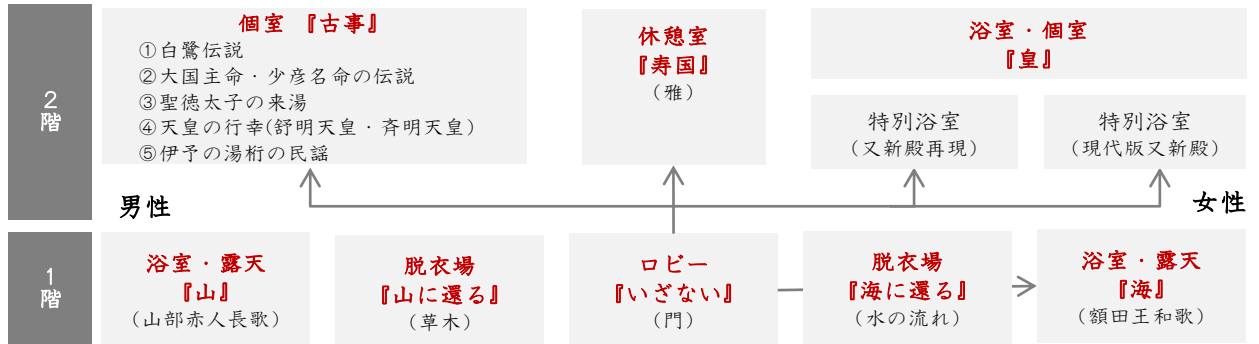 2階
個室 『古事』
①白鷺伝説
②大国主命・少彦名命の伝説
③聖徳太子の来湯
④天皇の行幸(舒明天皇・斉明天皇)
⑤伊予の湯桁の民謡
休憩室
『寿国』
(雅)
浴室・個室
『皇』
特別浴室
(又新殿再現)
特別浴室
(現代版又新殿)
男性
女性
1階
浴室・露天
『山』
(山部赤人長歌)
脱衣場
『山に還る』
(草木)
ロビー
『いざない』
(門)
脱衣場
『海に還る』
(水の流れ)
浴室・露天
『海』
(額田王和歌)